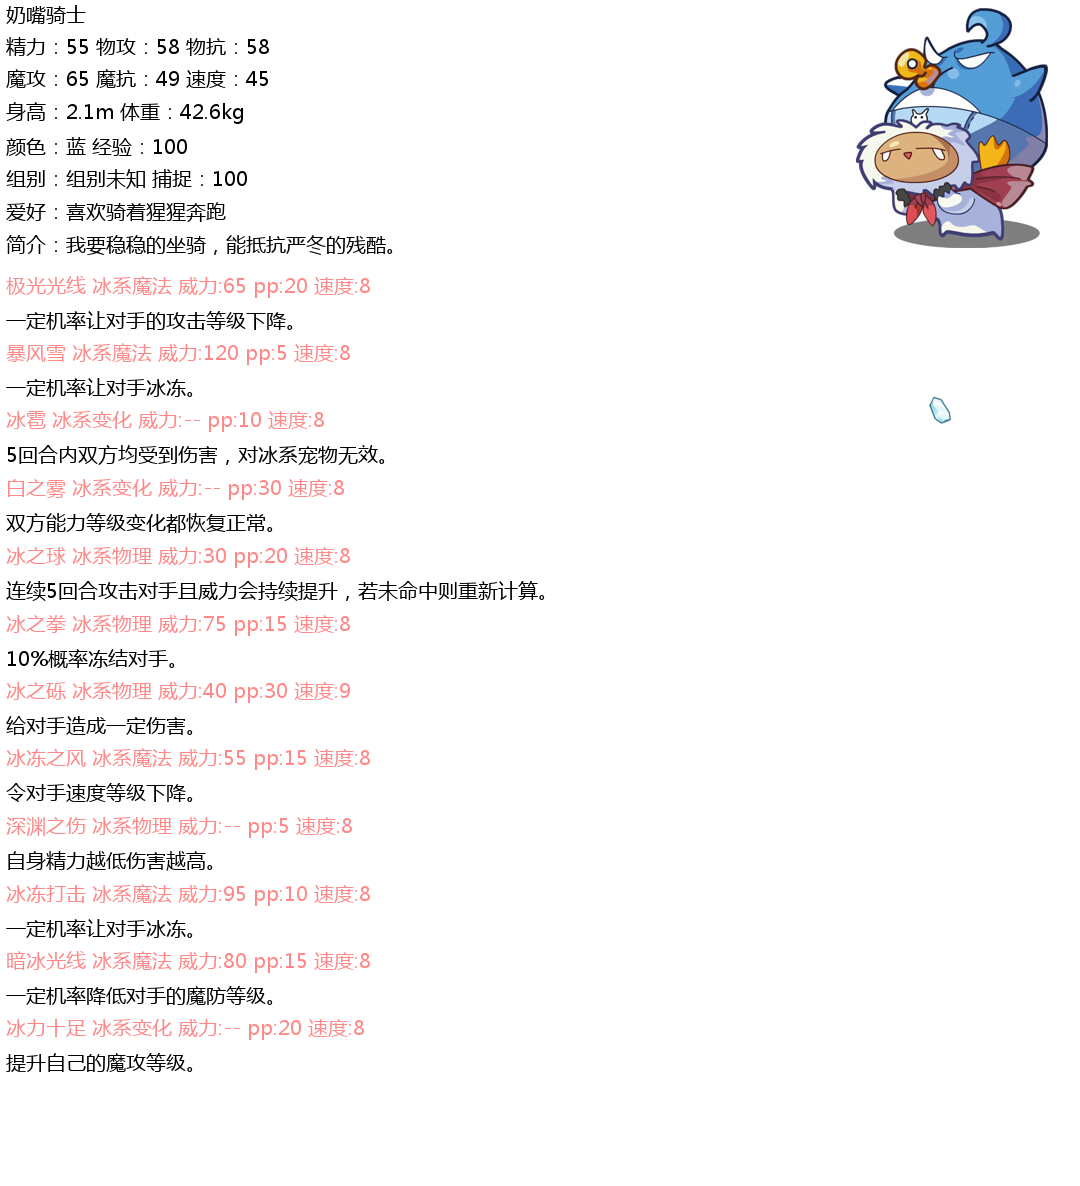 奶嘴骑士
精力：55 物攻：58 物抗：58
魔攻：65 魔抗：49 速度：45
身高：2.1m 体重：42.6kg
颜色：蓝 经验：100
组别：组别未知 捕捉：100
爱好：喜欢骑着猩猩奔跑
简介：我要稳稳的坐骑，能抵抗严冬的残酷。
极光光线 冰系魔法 威力:65 pp:20 速度:8
一定机率让对手的攻击等级下降。
暴风雪 冰系魔法 威力:120 pp:5 速度:8
一定机率让对手冰冻。
冰雹 冰系变化 威力:-- pp:10 速度:8
5回合内双方均受到伤害，对冰系宠物无效。
白之雾 冰系变化 威力:-- pp:30 速度:8
双方能力等级变化都恢复正常。
冰之球 冰系物理 威力:30 pp:20 速度:8
连续5回合攻击对手且威力会持续提升，若未命中则重新计算。
冰之拳 冰系物理 威力:75 pp:15 速度:8
10%概率冻结对手。
冰之砾 冰系物理 威力:40 pp:30 速度:9
给对手造成一定伤害。
冰冻之风 冰系魔法 威力:55 pp:15 速度:8
令对手速度等级下降。
深渊之伤 冰系物理 威力:-- pp:5 速度:8
自身精力越低伤害越高。
冰冻打击 冰系魔法 威力:95 pp:10 速度:8
一定机率让对手冰冻。
暗冰光线 冰系魔法 威力:80 pp:15 速度:8
一定机率降低对手的魔防等级。
冰力十足 冰系变化 威力:-- pp:20 速度:8
提升自己的魔攻等级。